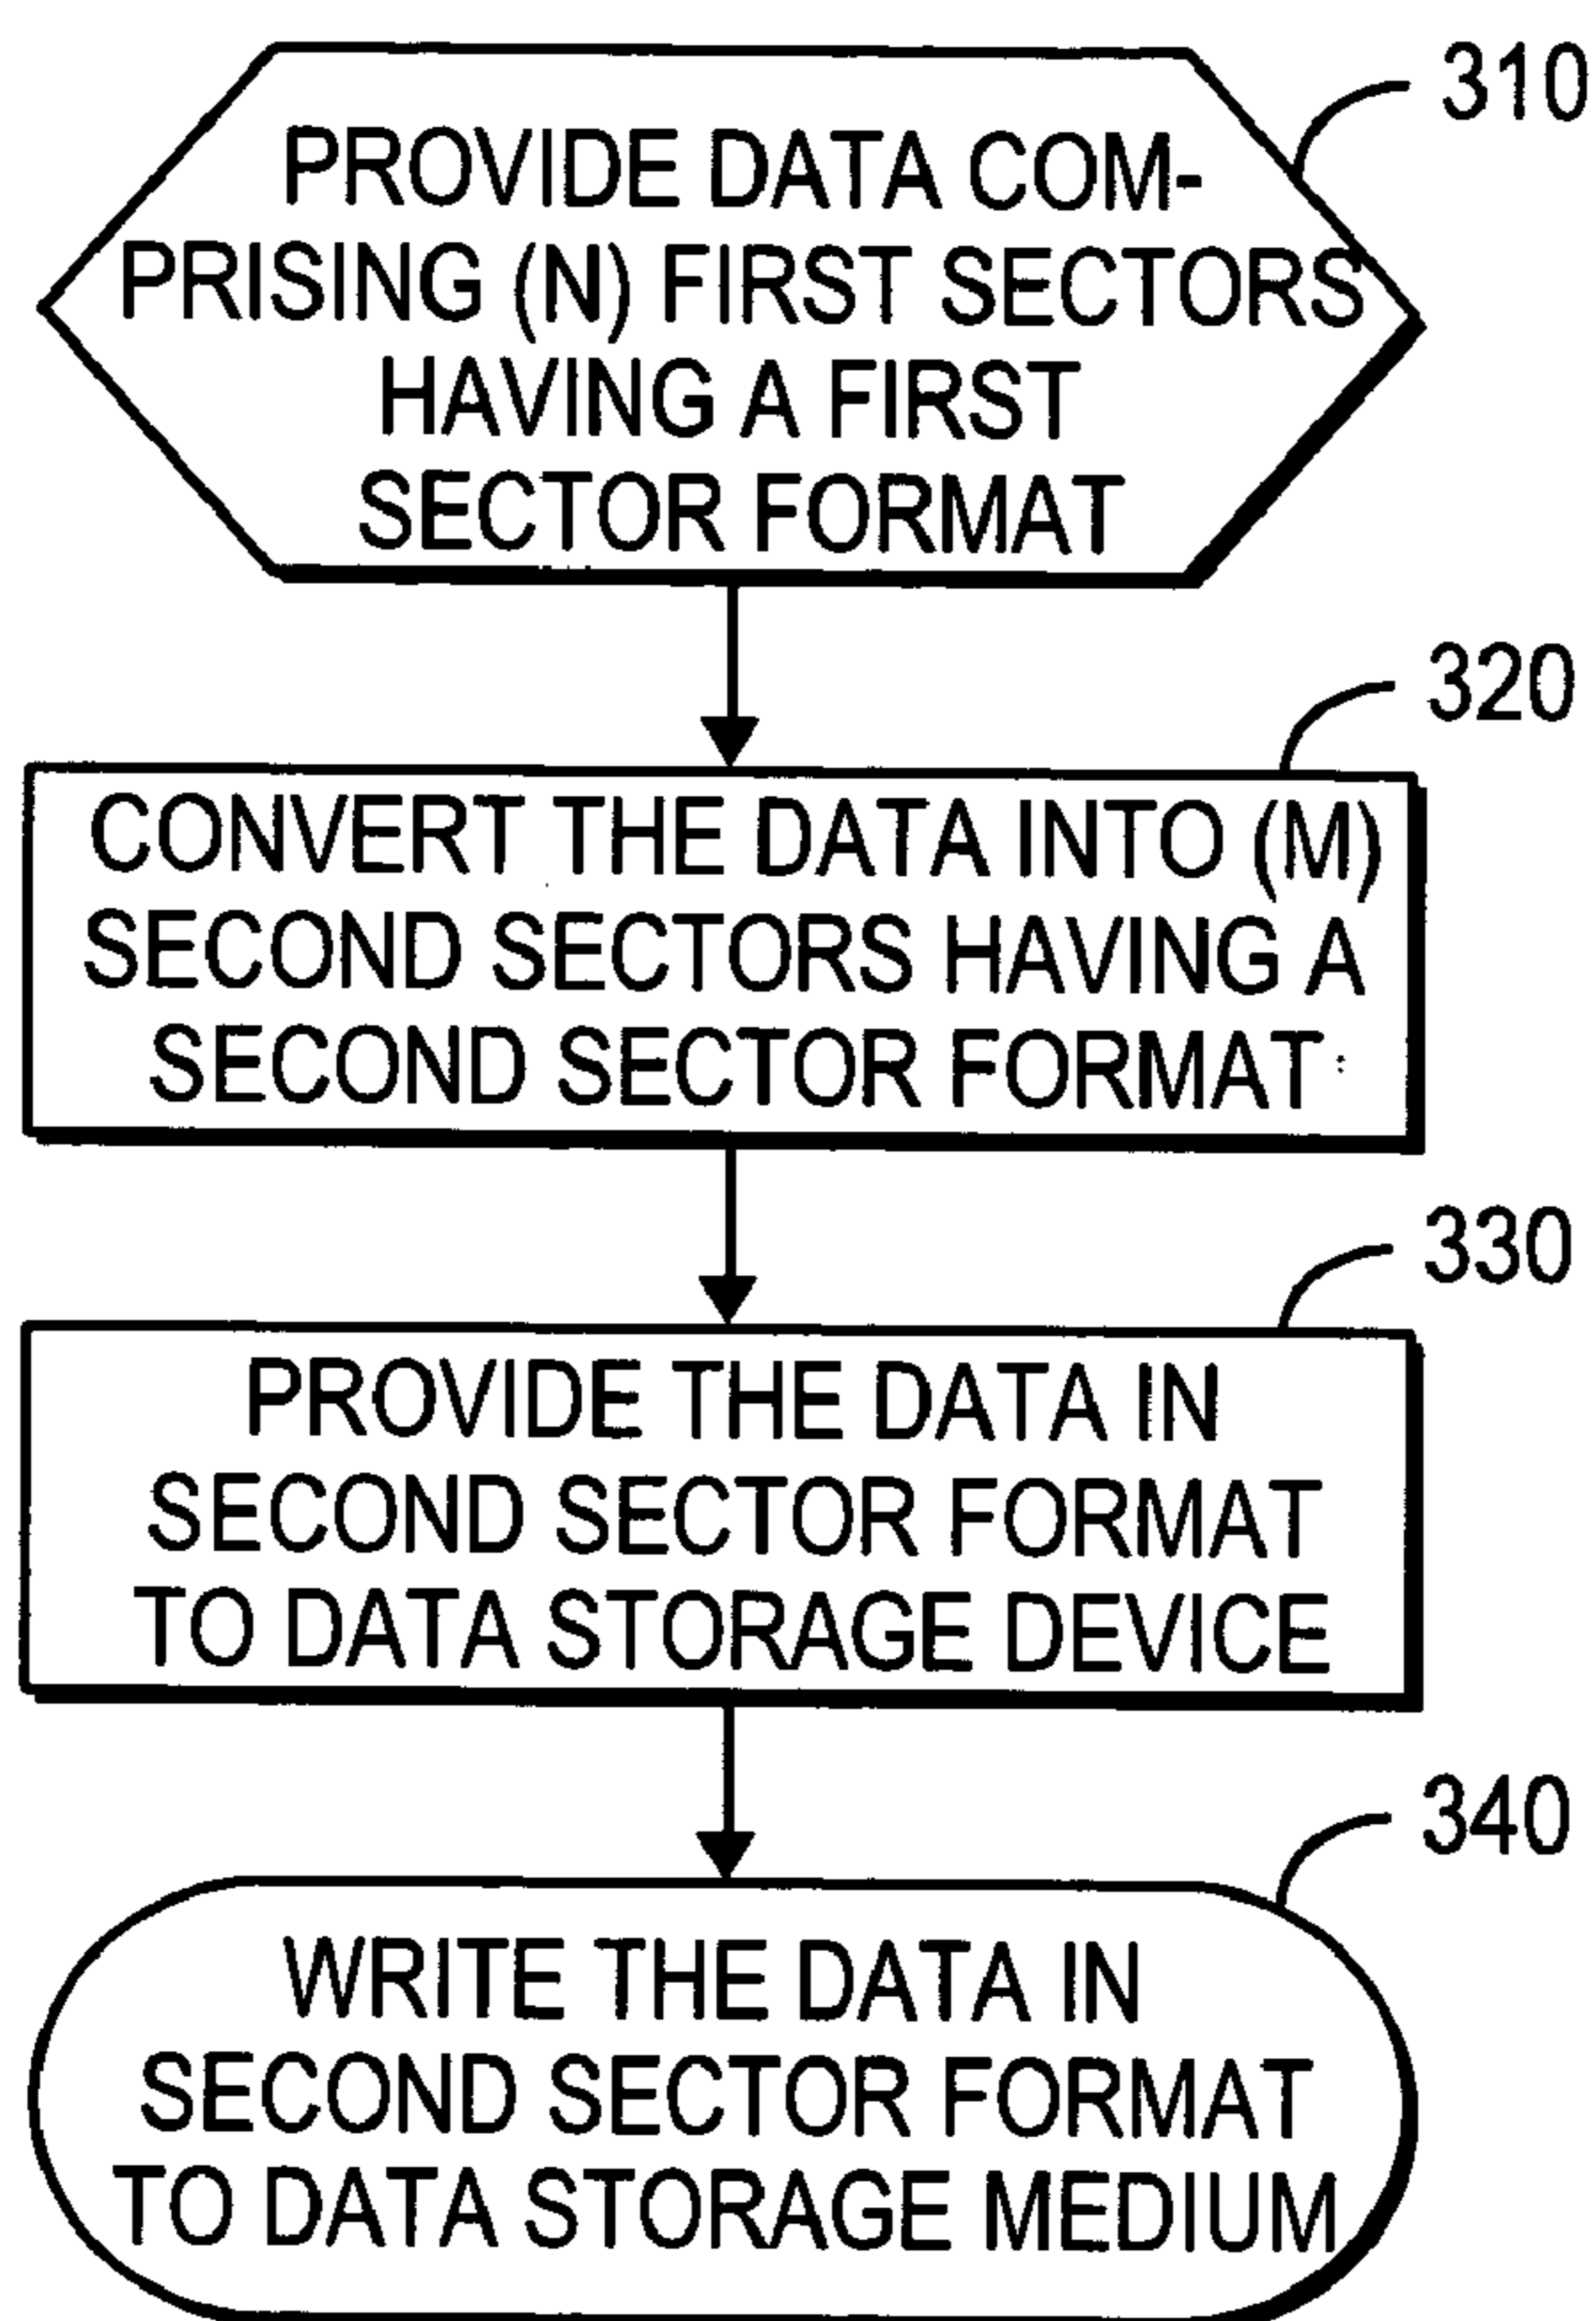 310
PROVIDE DATA COM-
PRISING (N) FIRST SECTORS
HAVING A FIRST
SECTOR FORMAT
320
CONVERT THE DATA INTO (M)
SECOND SECTORS HAVING A
SECOND SECTOR FORMAT
330
PROVIDE THE DATA IN
SECOND SECTOR FORMAT
TO DATA STORAGE DEVICE
340
WRITE THE DATA IN
SECOND SECTOR FORMAT
TO DATA STORAGE MEDIUM